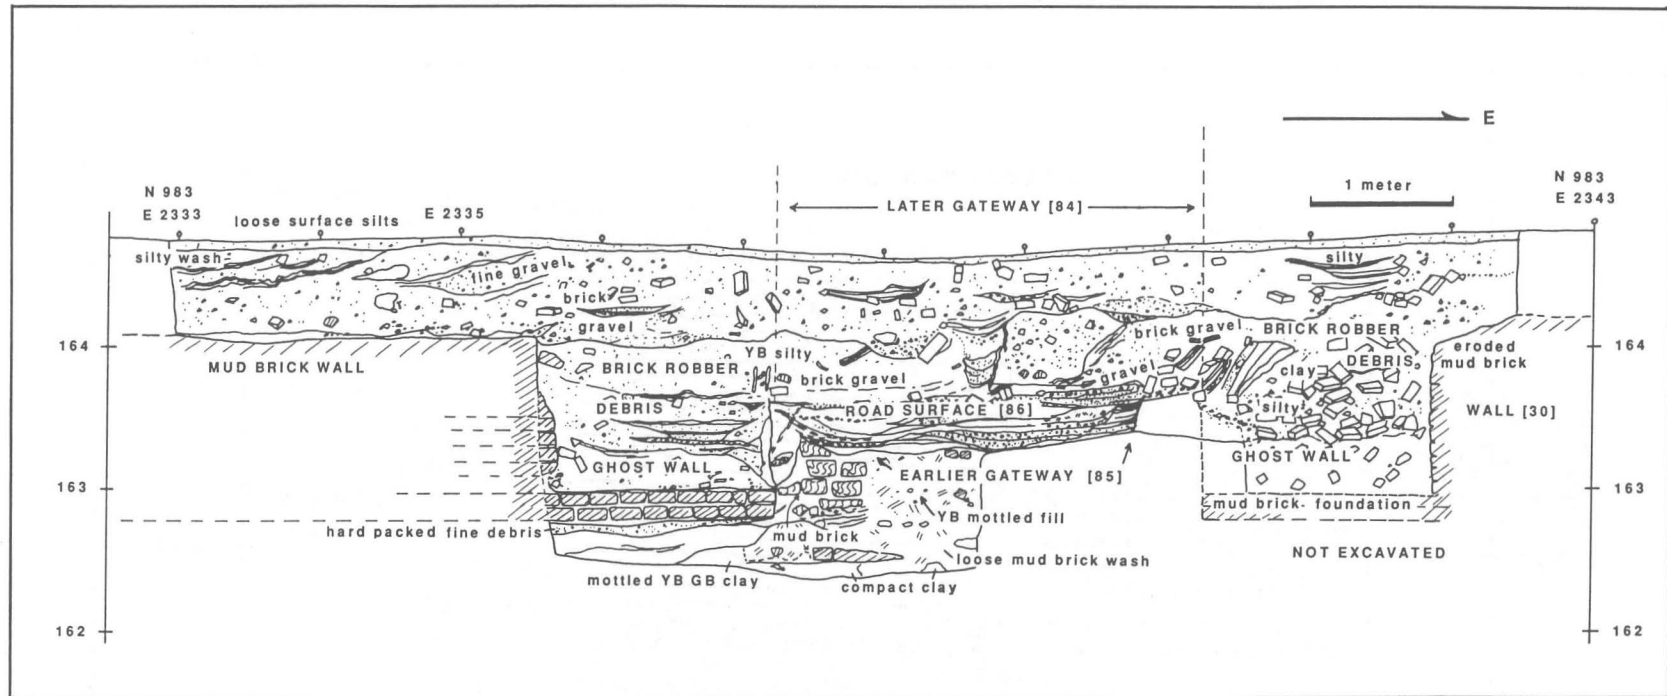 E
N 983
E 2333
loose surface silts
E 2335
LATER GATEWAY [84]
1 meter
N 983
E 2343
silty wash
fine gravel
silty
brick
gravel
brick gravel
BRICK ROBBER
164
YB silty
eroded
mud brick
164
MUD BRICK WALL
BRICK ROBBER
brick gravel
gravel
clay
DEBRIS
DEBRIS
ROAD SURFACE [86]
silty
WALL [30]
GHOST WALL
EARLIER GATEWAY [85]
GHOST WALL
163
163
YB mottled fill
mud brick foundation
hard packed fine debris
mud brick
loose mud brick wash
NOT EXCAVATED
mottled YB GB clay
compact clay
162
162